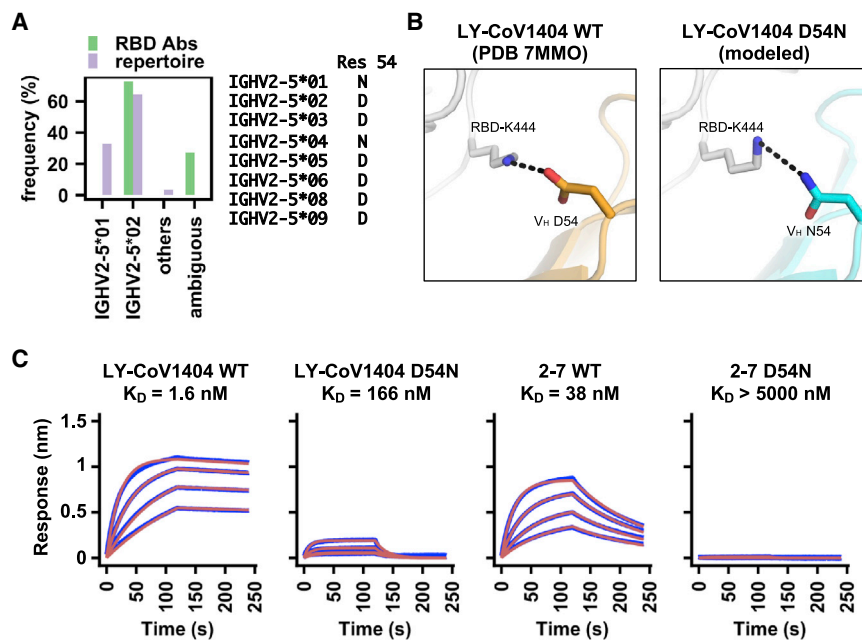 A
RBD Abs
repertoire
frequency (%)
60
40
20
0
IGHV2-5*01
IGHV2-5*02
others
ambiguous
Res 54
IGHV2-5*01 N
IGHV2-5*02 D
IGHV2-5*03 D
IGHV2-5*04 N
IGHV2-5*05 D
IGHV2-5*06 D
IGHV2-5*08 D
IGHV2-5*09 D
B
LY-CoV1404 WT
(PDB 7MMO)
RBD-K444
VH D54
LY-CoV1404 D54N
(modeled)
RBD-K444
VH N54
C
LY-CoV1404 WT
KD = 1.6 nM
LY-CoV1404 D54N
KD = 166 nM
2-7 WT
KD = 38 nM
2-7 D54N
KD > 5000 nM
Response (nm)
1.5
1
0.5
0
0 50 100 150 200 250
Time (s)
0 50 100 150 200 250
Time (s)
0 50 100 150 200 250
Time (s)
0 50 100 150 200 250
Time (s)